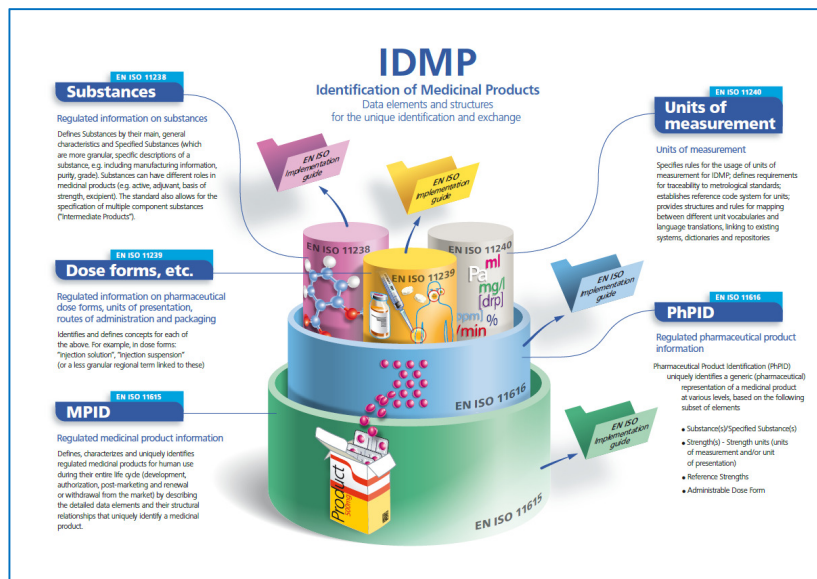 IDMP
Identification of Medicinal Products
Data elements and structures
for the unique identification and exchange
EN ISO 11238
Substances
Regulated information on substances
Defines Substances by their main, general
characteristics and Specified Substances (which
are more granular, specific descriptions of a
substance, e.g. including manufacturing information,
purity, grade). Substances can have different roles in
medicinal products (e.g. active, adjuvant, basis of
strength, excipient). The standard also allows for the
specification of multiple component substances
("Intermediate Products").
EN ISO 11239
Dose forms, etc.
Regulated information on pharmaceutical
dose forms, units of presentation,
routes of administration and packaging
Identifies and defines concepts for each of
the above. For example, in dose forms:
"injection solution", "injection suspension"
(or a less granular regional term linked to these)
EN ISO 11615
MPID
Regulated medicinal product information
Defines, characterizes and uniquely identifies
regulated medicinal products for human use
during their entire life cycle (development,
authorization, post-marketing and renewal
or withdrawal from the market) by describing
the detailed data elements and their structural
relationships that uniquely identify a medicinal
product.
EN ISO
Implementation
guide
EN ISO
Implementation
guide
EN ISO 11238
EN ISO 11239
EN ISO 11240
Pa
ml
mg/l
[drp]
ppm]
%
/min
EN ISO 11616
EN ISO 11615
Product
500mg
EN ISO
Implementation
guide
EN ISO
Implementation
guide
EN ISO 11240
Units of
measurement
Units of measurement
Specifies rules for the usage of units of
measurement for IDMP; defines requirements
for traceability to metrological standards;
establishes reference code system for units;
provides structures and rules for mapping
between different unit vocabularies and
language translations, linking to existing
systems, dictionaries and repositories
EN ISO 11616
PhPID
Regulated pharmaceutical product
information
Pharmaceutical Product Identification (PhPID)
uniquely identifies a generic (pharmaceutical)
representation of a medicinal product
at various levels, based on the following
subset of elements
• Substance(s)/Specified Substance(s)
• Strength(s) - Strength units (units
of measurement and/or unit
of presentation)
• Reference Strengths
• Administrable Dose Form